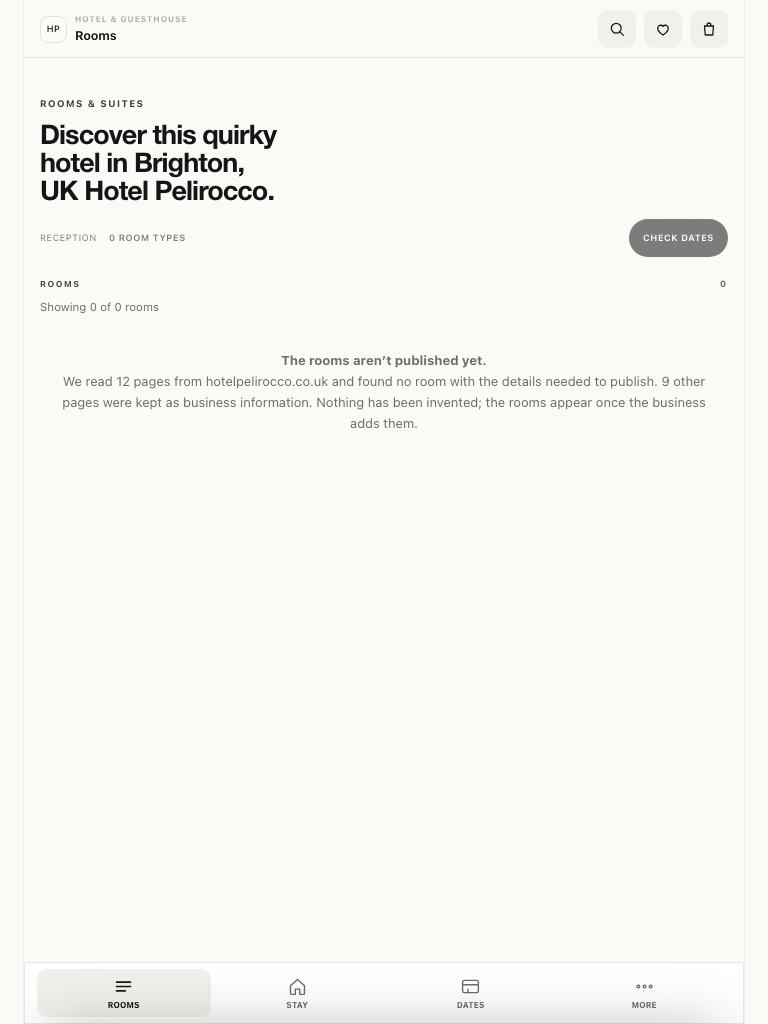 HP
HOTEL & GUESTHOUSE
Rooms
ROOMS & SUITES
Discover this quirky
hotel in Brighton,
UK Hotel Pelirocco.
RECEPTION 0 ROOM TYPES
CHECK DATES
ROOMS 0
Showing 0 of 0 rooms
The rooms aren’t published yet.
We read 12 pages from hotelpelirocco.co.uk and found no room with the details needed to publish. 9 other
pages were kept as business information. Nothing has been invented; the rooms appear once the business
adds them.
ROOMS STAY DATES MORE